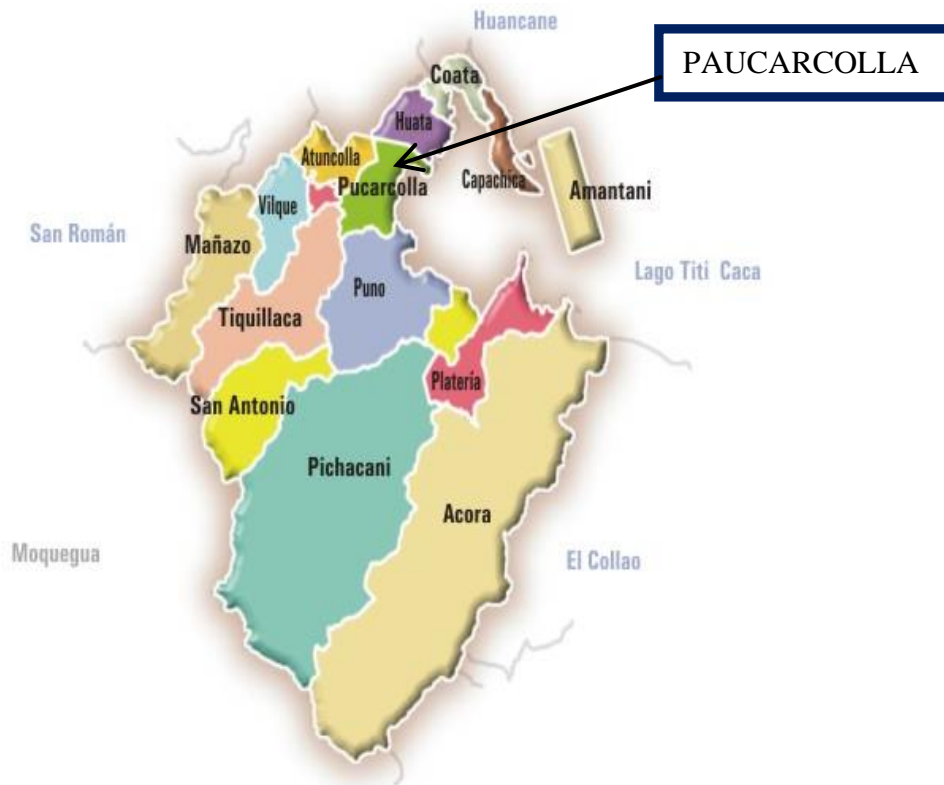 Huancane
PAUCARCOLLA
Coata
Huata
Atuncolla
Pucarcolla
Capachica
Amantani
Vilque
San Román
Mañazo
Lago Titi Caca
Puno
Tiquillaca
Plateria
San Antonio
Pichacani
Acora
Moquegua
El Collao